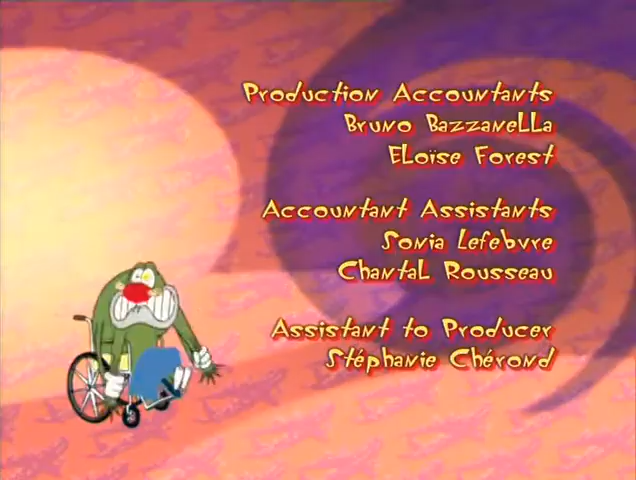 Production Accountants
Bruno Bazzanella
Eloïse Forest
Accountant Assistants
Sonia Lefebvre
Chantal Rousseau
Assistant to Producer
Stéphanie Chérond